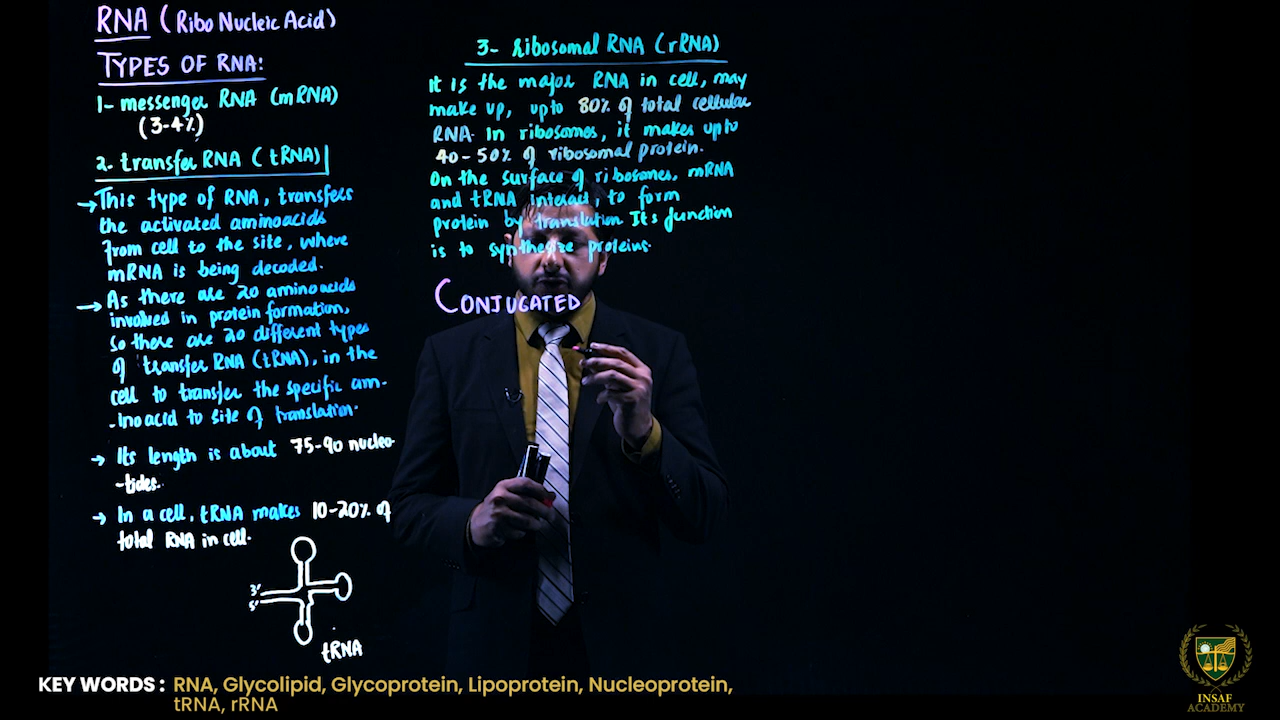 RNA (Ribo Nucleic Acid)
TYPES OF RNA:
1- messenger RNA (mRNA)
(3-4%)
2- transfer RNA (tRNA)
→ This type of RNA, transfers
the activated aminoacids
from cell to the site, where
mRNA is being decoded.
→ As there are 20 aminoacids
involved in protein formation,
so there are 20 different types
of transfer RNA (tRNA), in the
cell to transfer the specific am-
-inoacid to site of translation.
→ Its length is about 75-90 nucleo-
-tides.
→ In a cell, tRNA makes 10-20% of
total RNA in cell.
3'
5'
tRNA
3- Ribosomal RNA (rRNA)
It is the major RNA in cell, may
make up, upto 80% of total cellular
RNA. In ribosomes, it makes upto
40-50% of ribosomal protein.
On the surface of ribosomes, mRNA
and tRNA interact, to form
protein by translation. It's function
is to synthesize proteins.
CONJUGATED
KEY WORDS : RNA, Glycolipid, Glycoprotein, Lipoprotein, Nucleoprotein,
tRNA, rRNA
INSAF
ACADEMY